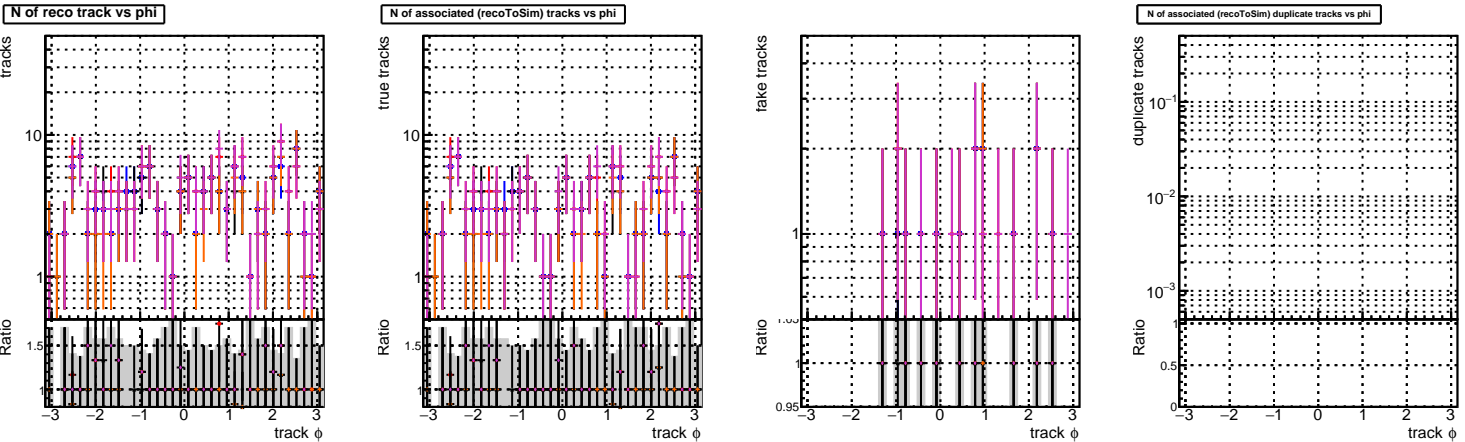 N of reco track vs phi
tracks
10
1
Ratio
1.5
1
−3 −2 −1 0 1 2 3
track ϕ
N of associated (recoToSim) tracks vs phi
true tracks
10
1
Ratio
1.5
1
−3 −2 −1 0 1 2 3
track ϕ
fake tracks
1
Ratio
1.05
1
0.95
−3 −2 −1 0 1 2 3
track ϕ
N of associated (recoToSim) duplicate tracks vs phi
duplicate tracks
10⁻¹
10⁻²
10⁻³
Ratio
1
0.5
0
−3 −2 −1 0 1 2 3
track ϕ